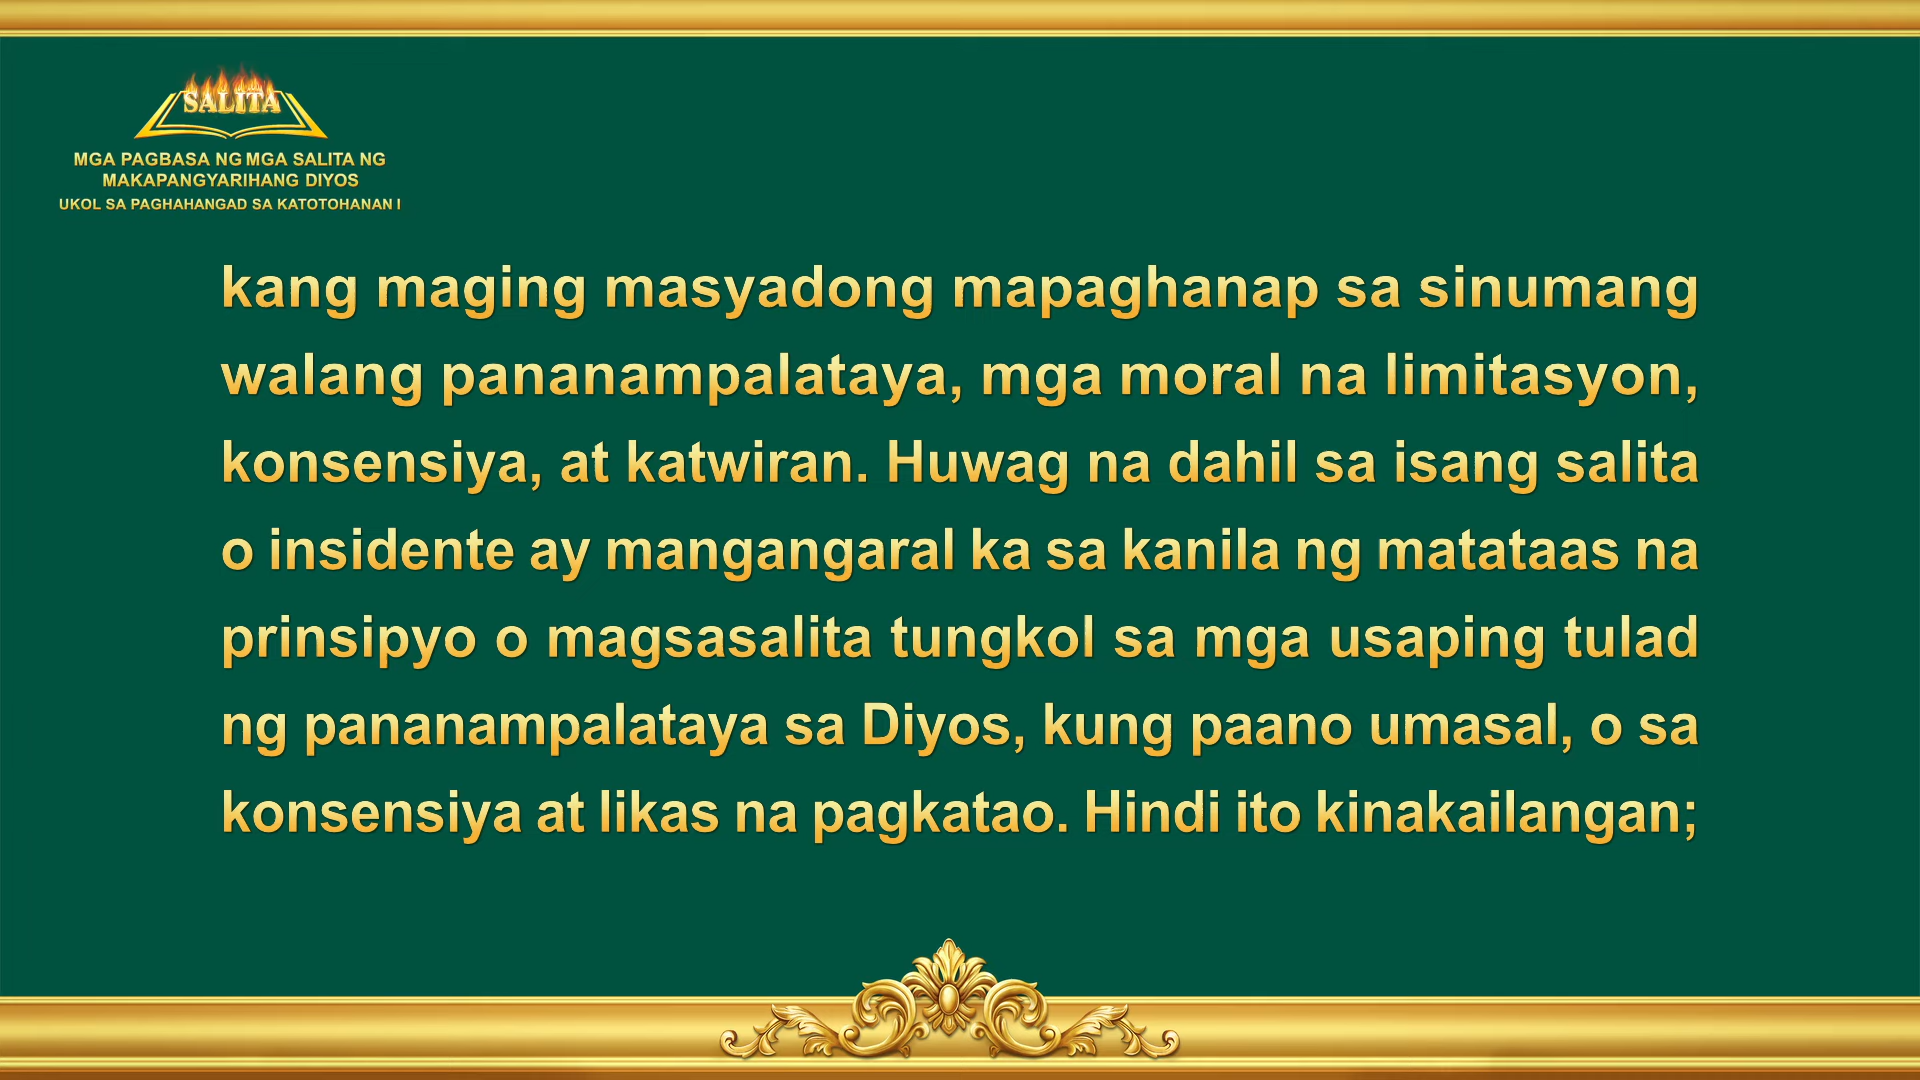 SALITA
MGA PAGBASA NG MGA SALITA NG
MAKAPANGYARIHANG DIYOS
UKOL SA PAGHAHANGAD SA KATOTOHANAN I
kang maging masyadong mapaghanap sa sinumang
walang pananampalataya, mga moral na limitasyon,
konsensiya, at katwiran. Huwag na dahil sa isang salita
o insidente ay mangangaral ka sa kanila ng matataas na
prinsipyo o magsasalita tungkol sa mga usaping tulad
ng pananampalataya sa Diyos, kung paano umasal, o sa
konsensiya at likas na pagkatao. Hindi ito kinakailangan;